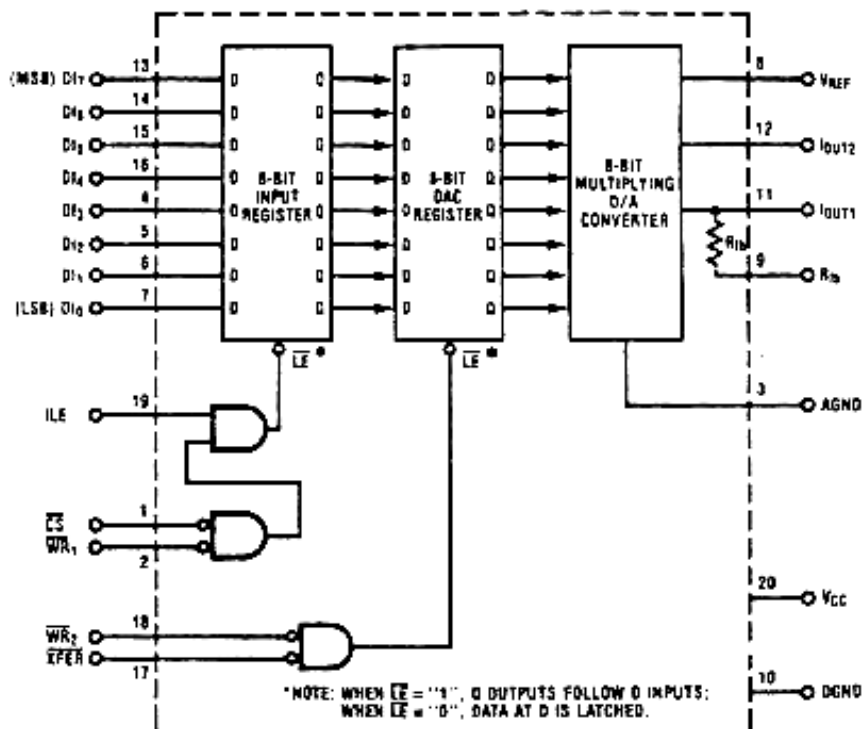 (MSB) DI7 13
DI6 14
DI5 15
DI4 16
DI3 4
DI2 5
DI1 6
(LSB) DI0 7
D D D D D D D D
8-BIT
INPUT
REGISTER
Q Q Q Q Q Q Q Q
LE *
D D D D D D D D
8-BIT
DAC
REGISTER
Q Q Q Q Q Q Q Q
LE *
8-BIT
MULTIPLYING
D/A
CONVERTER
8 VREF
12 IOUT2
11 IOUT1
Rfb
9 Rfb
3 AGND
20 VCC
10 DGND
ILE 19
CS 1
WR1 2
WR2 18
XFER 17
*NOTE: WHEN LE = "1", Q OUTPUTS FOLLOW D INPUTS;
WHEN LE = "0", DATA AT D IS LATCHED.